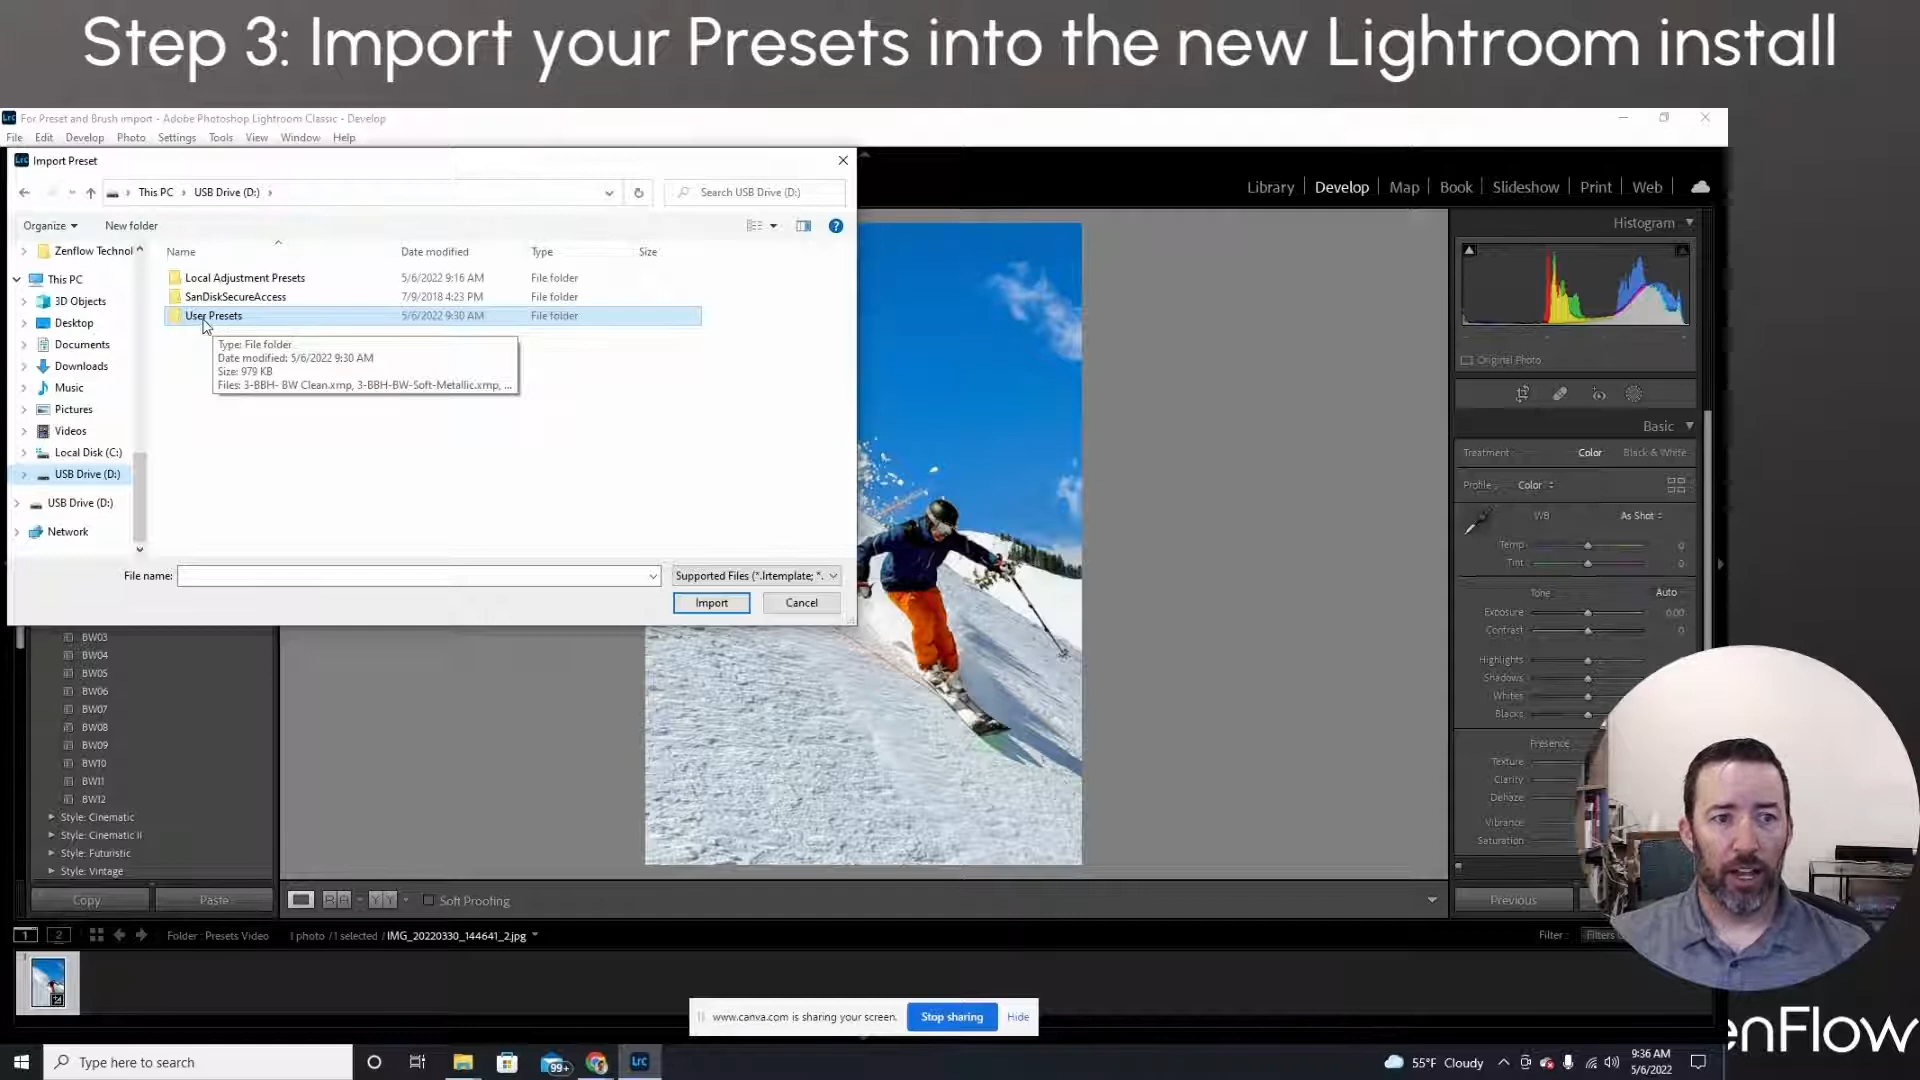 Step 3: Import your Presets into the new Lightroom install
For Preset and Brush import - Adobe Photoshop Lightroom Classic - Develop
File Edit Develop Photo Settings Tools View Window Help
LrC Import Preset
This PC > USB Drive (D:) >
Search USB Drive (D:)
Organize
New folder
Name Date modified Type Size
Zenflow Technol
This PC
3D Objects
Desktop
Documents
Downloads
Music
Pictures
Videos
Local Disk (C:)
USB Drive (D:)
USB Drive (D:)
Network
Local Adjustment Presets 5/6/2022 9:16 AM File folder
SanDiskSecureAccess 7/9/2018 4:23 PM File folder
User Presets 5/6/2022 9:30 AM File folder
Type: File folder
Date modified: 5/6/2022 9:30 AM
Size: 979 KB
Files: 3-BBH- BW Clean.xmp, 3-BBH-BW-Soft-Metallic.xmp, ...
File name:
Supported Files (*.lrtemplate; *.
Import Cancel
Library | Develop | Map | Book | Slideshow | Print | Web
Histogram
Original Photo
Basic
Treatment: Color Black & White
Profile: Color
WB As Shot
Temp 0
Tint 0
Tone Auto
Exposure 0.00
Contrast 0
Highlights
Shadows
Whites
Blacks
Presence
Texture
Clarity
Dehaze
Vibrance
Saturation
BW03
BW04
BW05
BW06
BW07
BW08
BW09
BW10
BW11
BW12
Style: Cinematic
Style: Cinematic II
Style: Futuristic
Style: Vintage
Copy Paste
Soft Proofing
Previous
1 2 Folder : Presets Video 1 photo / 1 selected / IMG_20220330_144641_2.jpg
Filter:
www.canva.com is sharing your screen. Stop sharing Hide
enFlow
Type here to search
99+
LrC
55°F Cloudy
9:36 AM
5/6/2022